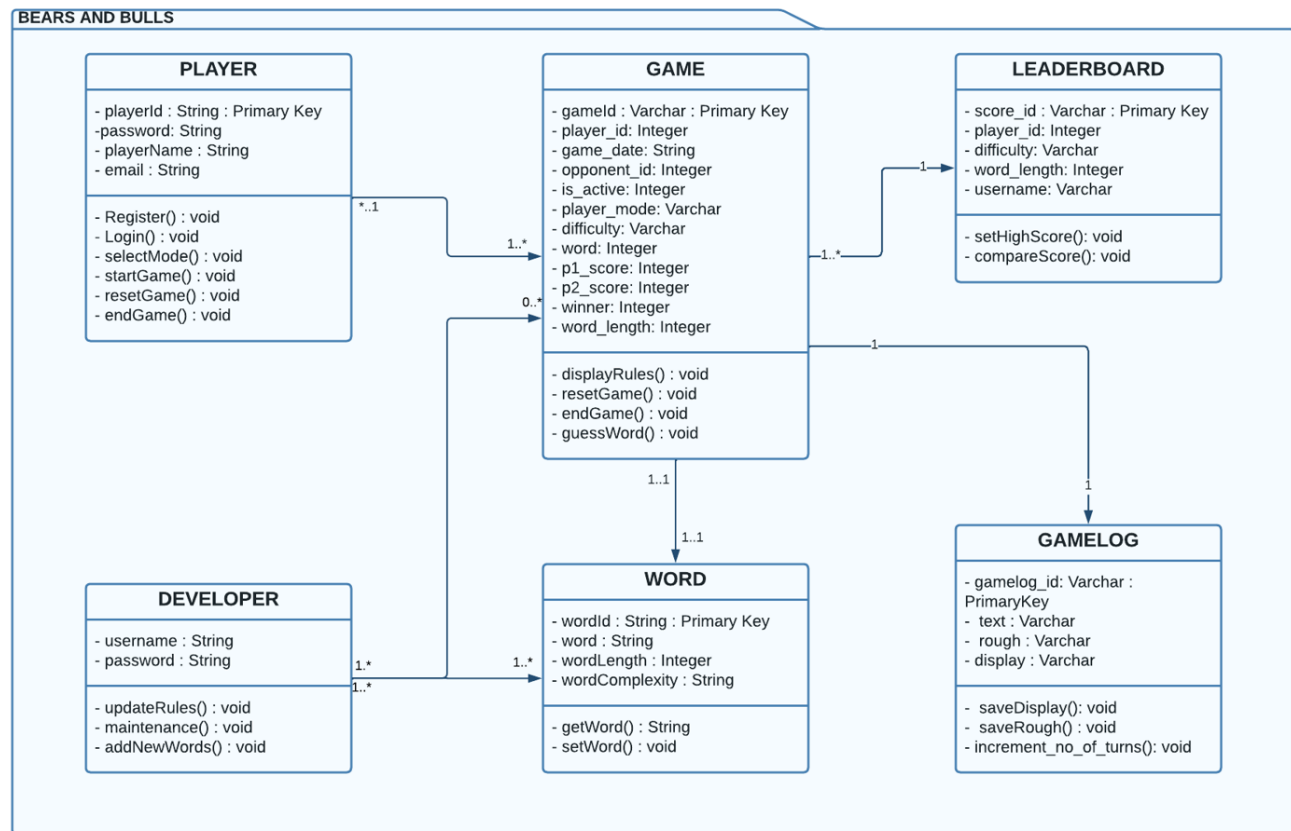 BEARS AND BULLS
PLAYER
- playerId : String : Primary Key
-password: String
- playerName : String
- email : String
- Register() : void
- Login() : void
- selectMode() : void
- startGame() : void
- resetGame() : void
- endGame() : void
*..1
1..*
0..*
GAME
- gameId : Varchar : Primary Key
- player_id: Integer
- game_date: String
- opponent_id: Integer
- is_active: Integer
- player_mode: Varchar
- difficulty: Varchar
- word: Integer
- p1_score: Integer
- p2_score: Integer
- winner: Integer
- word_length: Integer
- displayRules() : void
- resetGame() : void
- endGame() : void
- guessWord() : void
1..*
1
LEADERBOARD
- score_id : Varchar : Primary Key
- player_id: Integer
- difficulty: Varchar
- word_length: Integer
- username: Varchar
- setHighScore(): void
- compareScore(): void
1
1
1..1
1..1
DEVELOPER
- username : String
- password : String
- updateRules() : void
- maintenance() : void
- addNewWords() : void
1.*
1..*
1..*
WORD
- wordId : String : Primary Key
- word : String
- wordLength : Integer
- wordComplexity : String
- getWord() : String
- setWord() : void
GAMELOG
- gamelog_id: Varchar :
PrimaryKey
- text : Varchar
- rough : Varchar
- display : Varchar
- saveDisplay(): void
- saveRough() : void
- increment_no_of_turns(): void